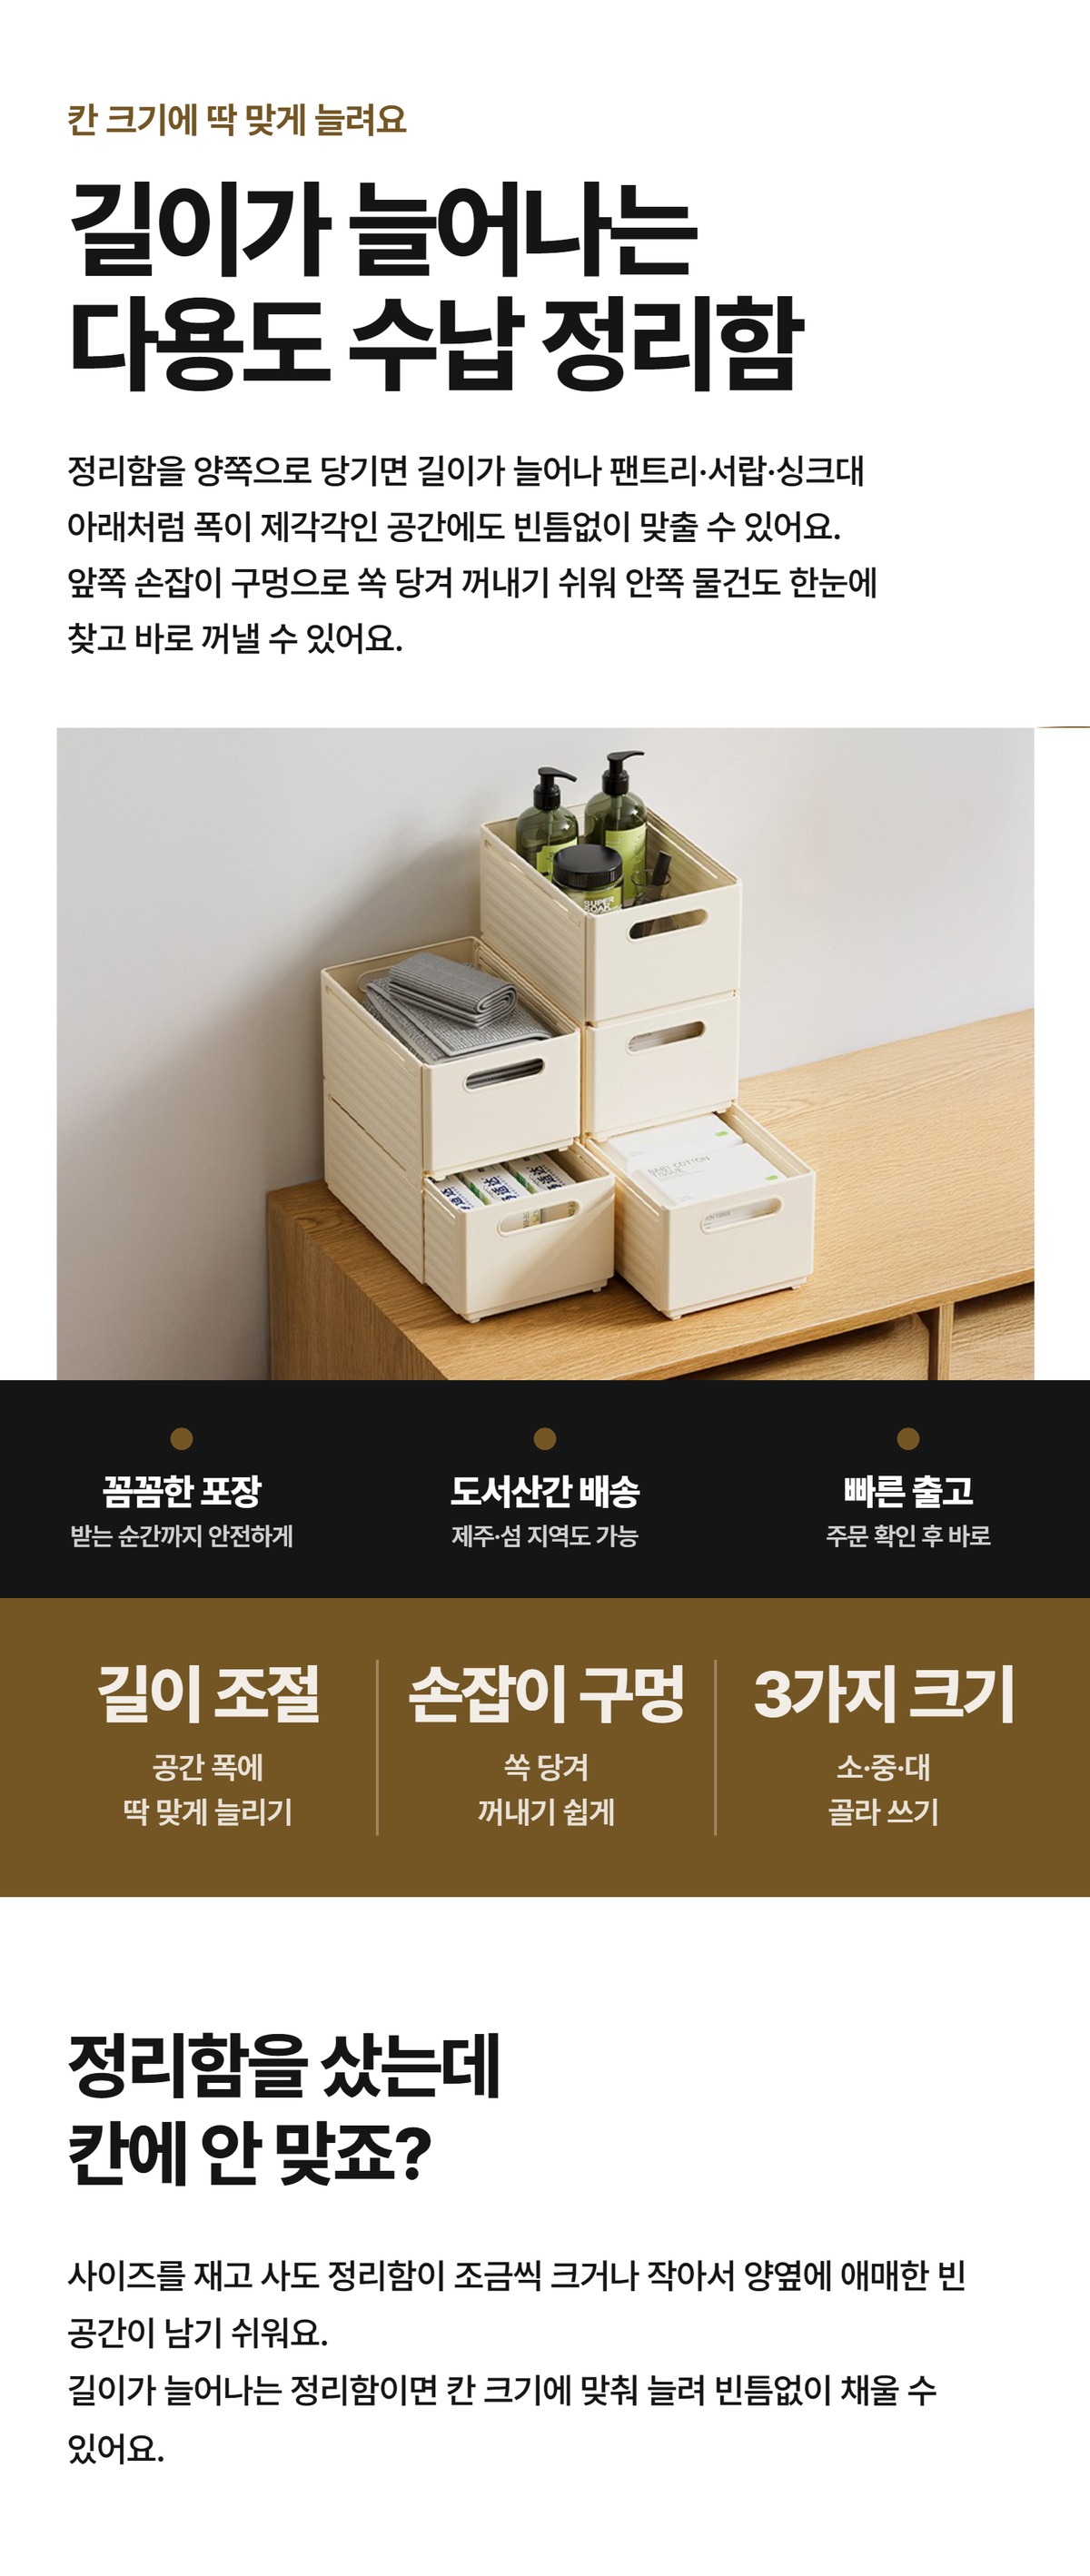 칸 크기에 딱 맞게 늘려요
길이가 늘어나는
다용도 수납 정리함
정리함을 양쪽으로 당기면 길이가 늘어나 팬트리·서랍·싱크대
아래처럼 폭이 제각각인 공간에도 빈틈없이 맞출 수 있어요.
앞쪽 손잡이 구멍으로 쏙 당겨 꺼내기 쉬워 안쪽 물건도 한눈에
찾고 바로 꺼낼 수 있어요.
SUPER
SOAK
BABY COTTON
TISSUE
꼼꼼한 포장
받는 순간까지 안전하게
도서산간 배송
제주·섬 지역도 가능
빠른 출고
주문 확인 후 바로
길이 조절
공간 폭에
딱 맞게 늘리기
손잡이 구멍
쏙 당겨
꺼내기 쉽게
3가지 크기
소·중·대
골라 쓰기
정리함을 샀는데
칸에 안 맞죠?
사이즈를 재고 사도 정리함이 조금씩 크거나 작아서 양옆에 애매한 빈
공간이 남기 쉬워요.
길이가 늘어나는 정리함이면 칸 크기에 맞춰 늘려 빈틈없이 채울 수
있어요.